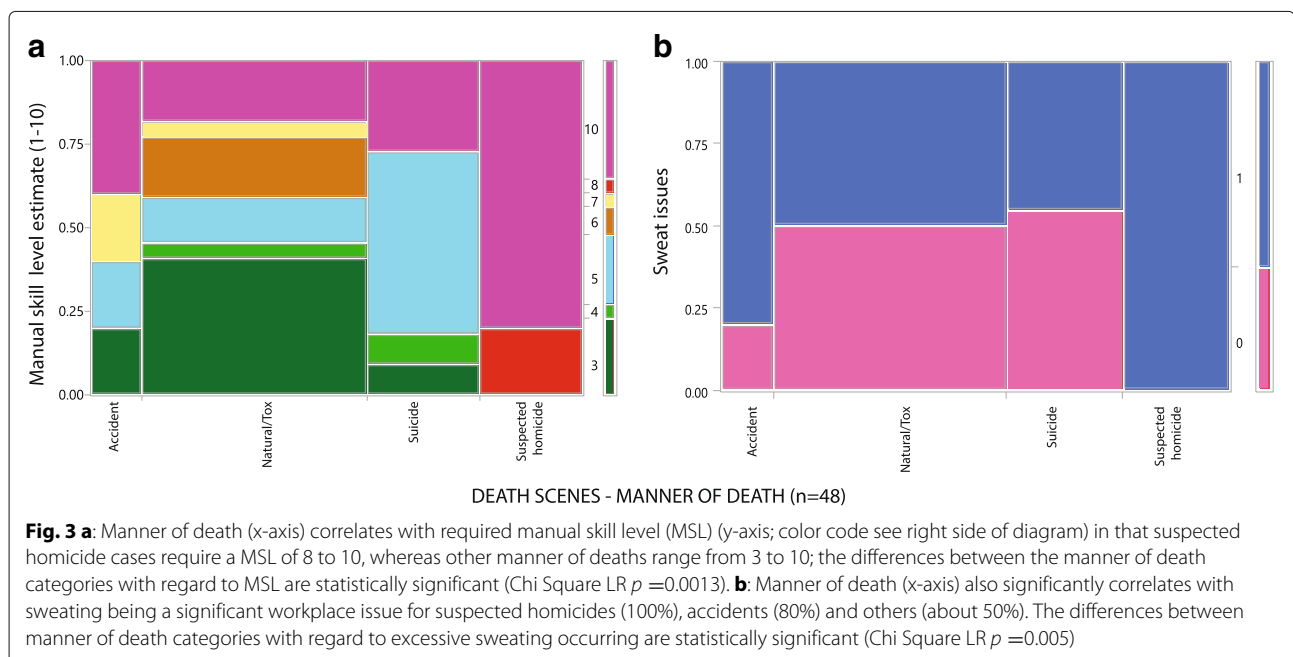 a
Manual skill level estimate (1-10)
1.00
0.75
0.50
0.25
0.00
10
8
7
6
5
4
3
Accident
Natural/Tox
Suicide
Suspected
homicide
b
Sweat issues
1.00
0.75
0.50
0.25
0.00
1
0
Accident
Natural/Tox
Suicide
Suspected
homicide
DEATH SCENES - MANNER OF DEATH (n=48)
Fig. 3 a: Manner of death (x-axis) correlates with required manual skill level (MSL) (y-axis; color code see right side of diagram) in that suspected
homicide cases require a MSL of 8 to 10, whereas other manner of deaths range from 3 to 10; the differences between the manner of death
categories with regard to MSL are statistically significant (Chi Square LR p =0.0013). b: Manner of death (x-axis) also significantly correlates with
sweating being a significant workplace issue for suspected homicides (100%), accidents (80%) and others (about 50%). The differences between
manner of death categories with regard to excessive sweating occurring are statistically significant (Chi Square LR p =0.005)